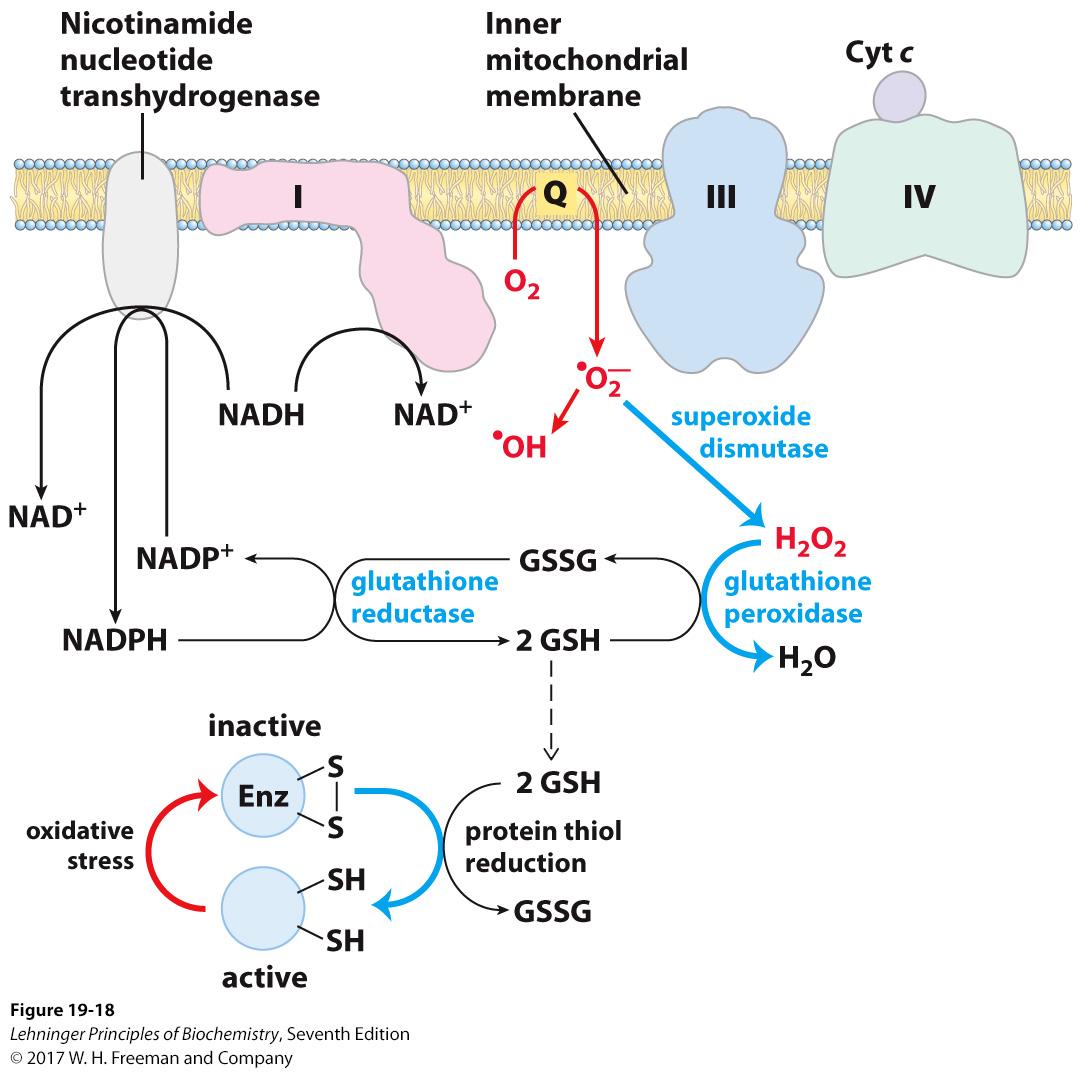 Nicotinamide
nucleotide
transhydrogenase
Inner
mitochondrial
membrane
Cyt c
I
Q
III
IV
O₂
•O₂⁻
•OH
NADH
NAD⁺
superoxide
dismutase
NAD⁺
NADP⁺
GSSG
H₂O₂
glutathione
reductase
glutathione
peroxidase
NADPH
2 GSH
H₂O
inactive
Enz
S
S
2 GSH
oxidative
stress
protein thiol
reduction
SH
GSSG
SH
active
Figure 19-18
Lehninger Principles of Biochemistry, Seventh Edition
© 2017 W. H. Freeman and Company